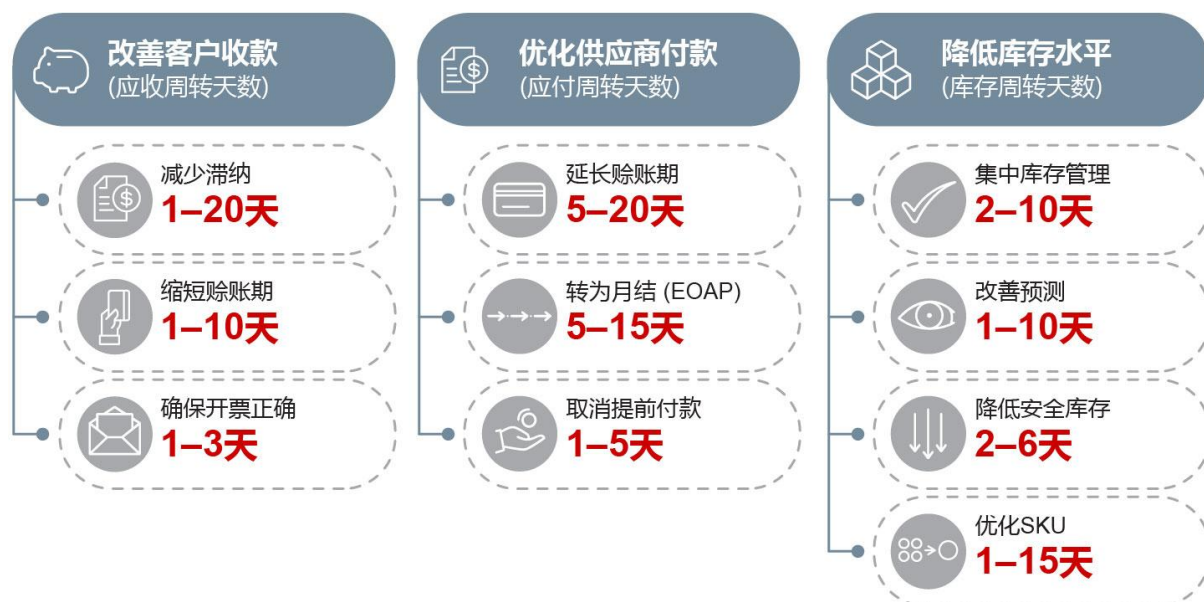 改善客户收款
(应收周转天数)
减少滞纳
1–20天
缩短赊账期
1–10天
确保开票正确
1–3天
优化供应商付款
(应付周转天数)
延长赊账期
5–20天
转为月结 (EOAP)
5–15天
取消提前付款
1–5天
降低库存水平
(库存周转天数)
集中库存管理
2–10天
改善预测
1–10天
降低安全库存
2–6天
优化SKU
1–15天